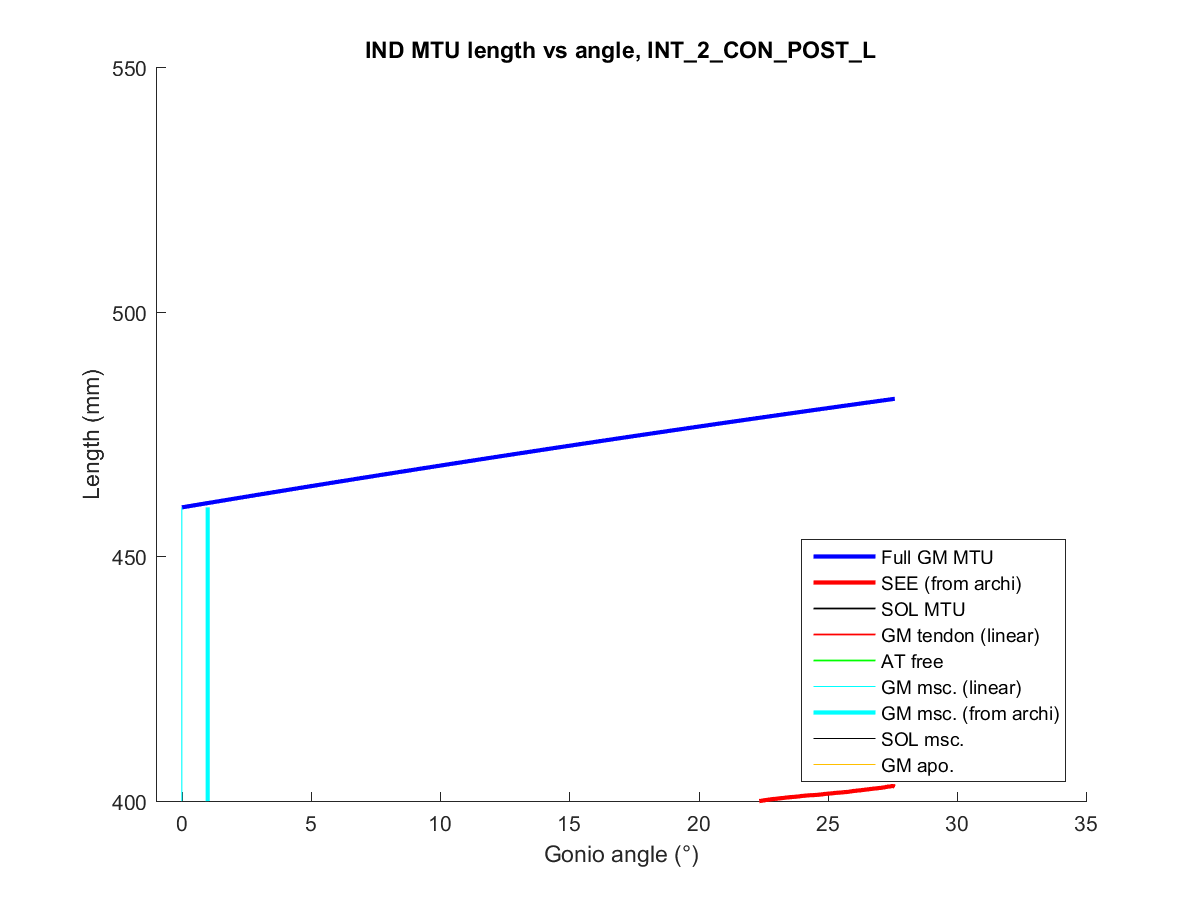 IND MTU length vs angle, INT_2_CON_POST_L
550
500
450
400
Length (mm)
0 5 10 15 20 25 30 35
Gonio angle (°)
Full GM MTU
SEE (from archi)
SOL MTU
GM tendon (linear)
AT free
GM msc. (linear)
GM msc. (from archi)
SOL msc.
GM apo.